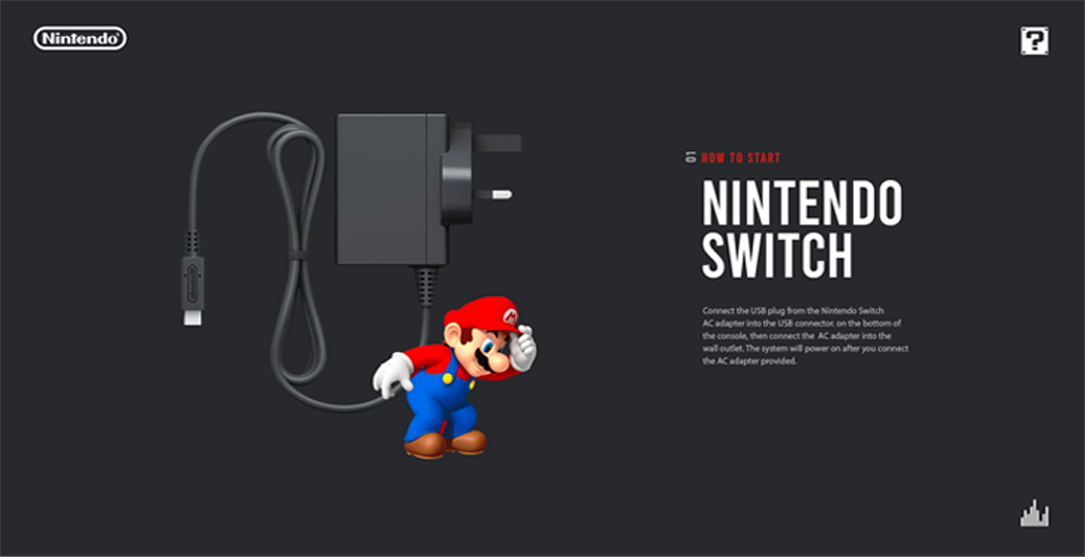 Nintendo
?
01 HOW TO START
NINTENDO
SWITCH
Connect the USB plug from the Nintendo Switch
AC adapter into the USB connector. on the bottom of
the console, then connect the AC adapter into the
wall outlet. The system will power on after you connect
the AC adapter provided.
M